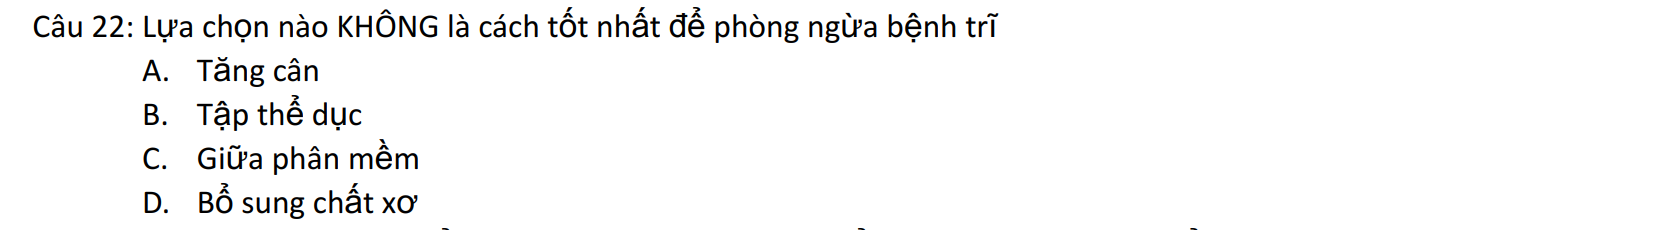 Câu 22: Lựa chọn nào KHÔNG là cách tốt nhất để phòng ngừa bệnh trĩ
A. Tăng cân
B. Tập thể dục
C. Giữa phân mềm
D. Bổ sung chất xơ